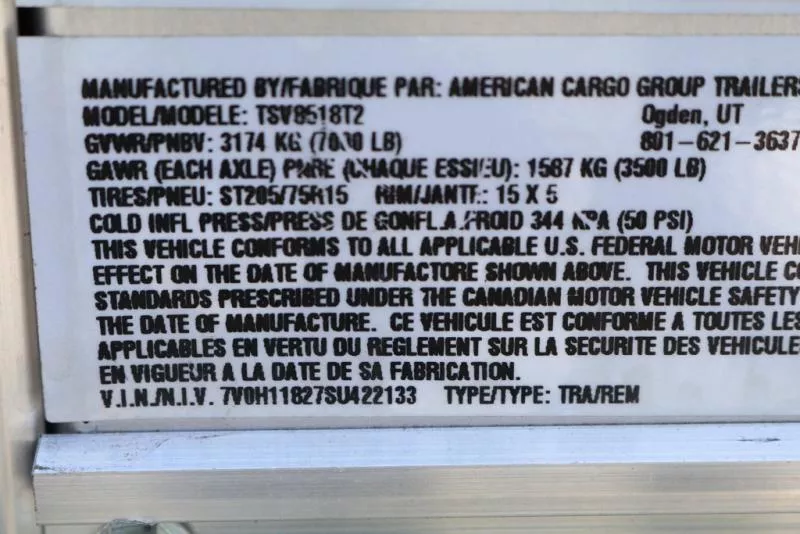 MANUFACTURED BY/FABRIQUE PAR: AMERICAN CARGO GROUP TRAILERS
MODEL/MODELE: TSV8518T2 Ogden, UT
GVWR/PNBV: 3174 KG (7000 LB) 801-621-3637
GAWR (EACH AXLE) PNBE (CHAQUE ESSIEU): 1587 KG (3500 LB)
TIRES/PNEU: ST205/75R15 RIM/JANTE: 15 X 5
COLD INFL PRESS/PRESS DE GONFL A FROID 344 KPA (50 PSI)
THIS VEHICLE CONFORMS TO ALL APPLICABLE U.S. FEDERAL MOTOR VEHI
EFFECT ON THE DATE OF MANUFACTORE SHOWN ABOVE. THIS VEHICLE CO
STANDARDS PRESCRIBED UNDER THE CANADIAN MOTOR VEHICLE SAFETY
THE DATE OF MANUFACTURE. CE VEHICULE EST CONFORME A TOUTES LES
APPLICABLES EN VERTU OU REGLEMENT SUR LA SECURITE DES VEHICULE
EN VIGUEUR A LA DATE DE SA FABRICATION.
V.I.N./N.I.V. 7V0H11827SU422133 TYPE/TYPE: TRA/REM